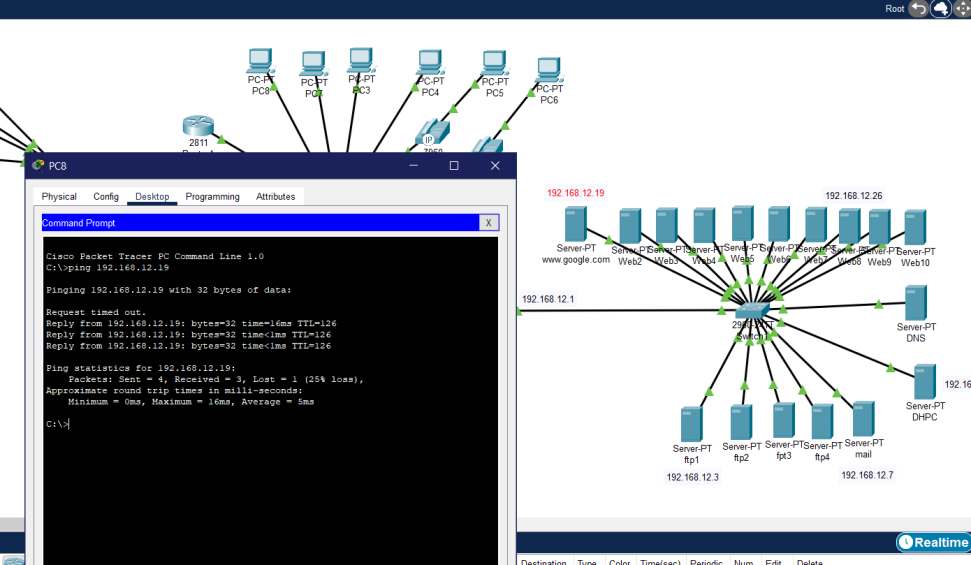 Root
PC-PT
PC8
PC-PT
PC7
PC-PT
PC3
PC-PT
PC4
PC-PT
PC5
PC-PT
PC6
2811
IP
7960
PC8
Physical Config Desktop Programming Attributes
Command Prompt
X
Cisco Packet Tracer PC Command Line 1.0
C:\>ping 192.168.12.19
Pinging 192.168.12.19 with 32 bytes of data:
Request timed out.
Reply from 192.168.12.19: bytes=32 time=16ms TTL=126
Reply from 192.168.12.19: bytes=32 time<1ms TTL=126
Reply from 192.168.12.19: bytes=32 time<1ms TTL=126
Ping statistics for 192.168.12.19:
Packets: Sent = 4, Received = 3, Lost = 1 (25% loss),
Approximate round trip times in milli-seconds:
Minimum = 0ms, Maximum = 16ms, Average = 5ms
C:\>
192.168.12.19
192.168.12.26
Server-PT
www.google.com
Server-PT
Web2
Server-PT
Web3
Server-PT
Web4
Server-PT
Web5
Server-PT
Web6
Server-PT
Web7
Server-PT
Web8
Server-PT
Web9
Server-PT
Web10
192.168.12.1
Server-PT
DNS
192.16
Server-PT
DHPC
Server-PT
ftp1
Server-PT
ftp2
Server-PT
fpt3
Server-PT
ftp4
Server-PT
mail
192.168.12.3
192.168.12.7
Realtime
Destination Type Color Time(sec) Periodic Num Edit Delete